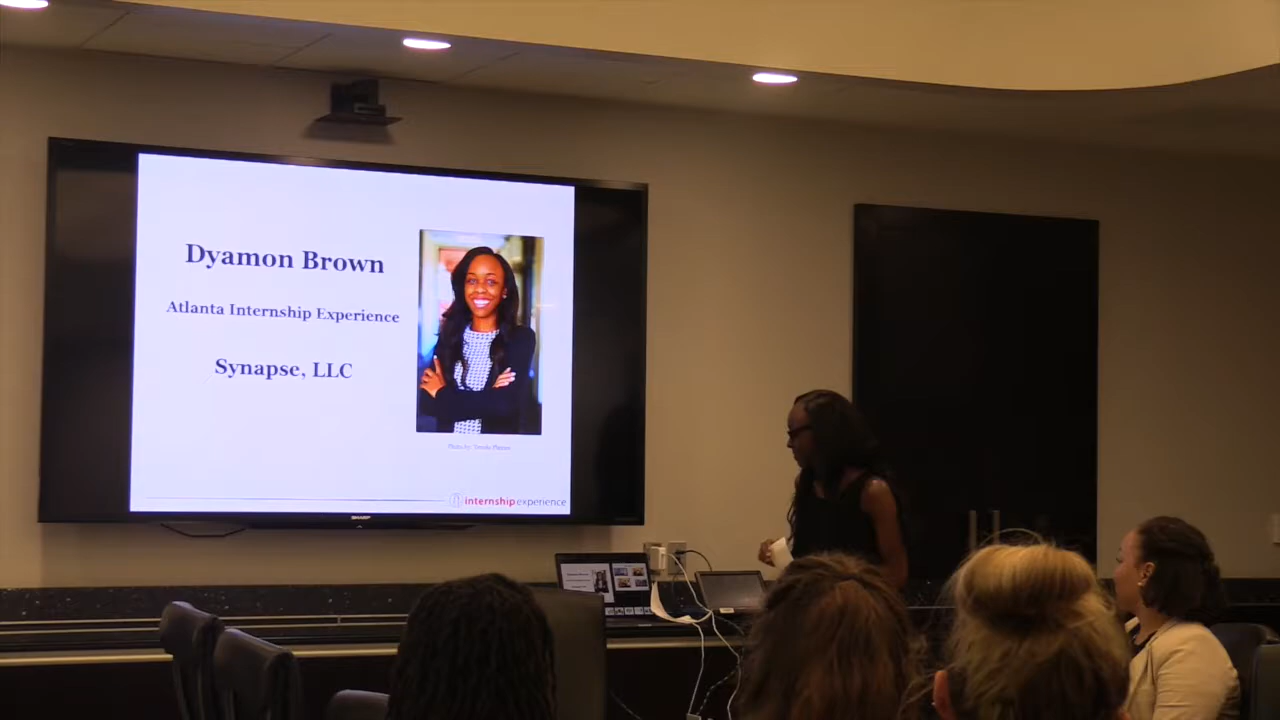 Dyamon Brown
Atlanta Internship Experience
Synapse, LLC
internship experience
SHARP